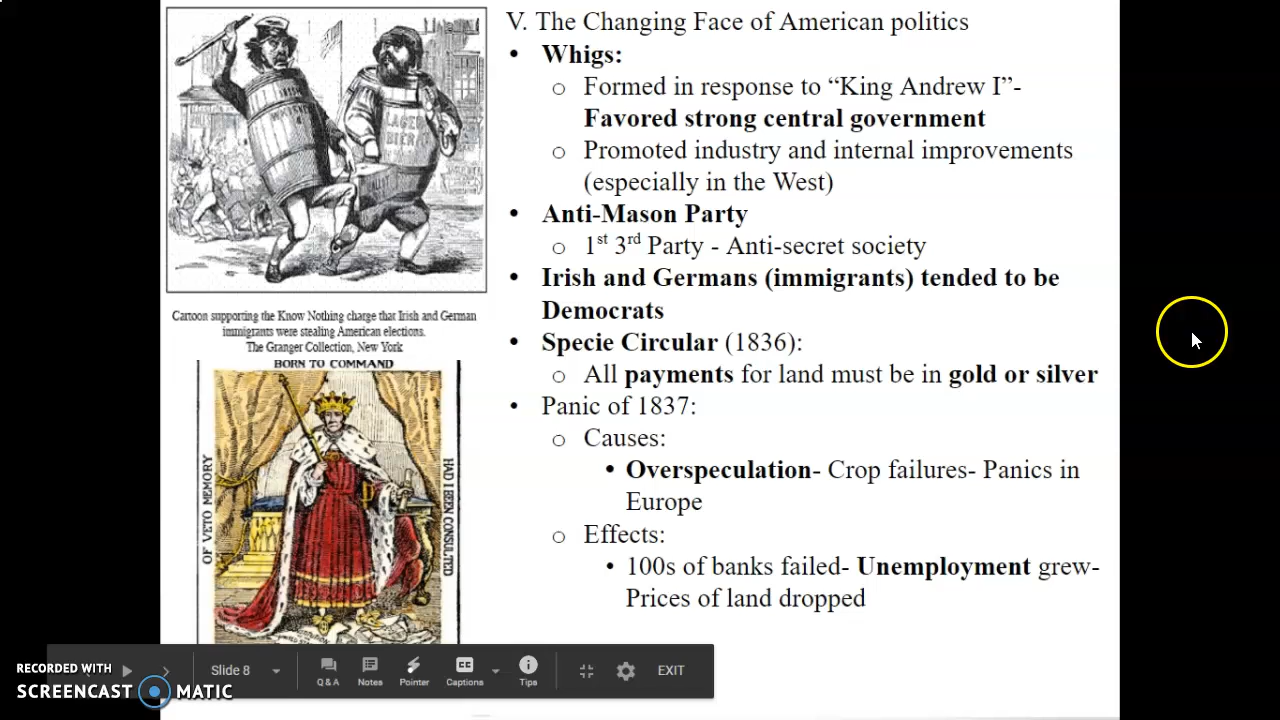 V. The Changing Face of American politics
• Whigs:
o Formed in response to “King Andrew I”-
Favored strong central government
o Promoted industry and internal improvements
(especially in the West)
• Anti-Mason Party
o 1st 3rd Party - Anti-secret society
• Irish and Germans (immigrants) tended to be
Democrats
• Specie Circular (1836):
o All payments for land must be in gold or silver
• Panic of 1837:
o Causes:
• Overspeculation- Crop failures- Panics in
Europe
o Effects:
• 100s of banks failed- Unemployment grew-
Prices of land dropped
LAGER
BIER
Cartoon supporting the Know Nothing charge that Irish and German
immigrants were stealing American elections.
The Granger Collection, New York
BORN TO COMMAND
OF VETO MEMORY
HAD I BEEN CONSULTED
Slide 8
Q & A
Notes
Pointer
CC
Captions
Tips
EXIT
RECORDED WITH
SCREENCAST MATIC